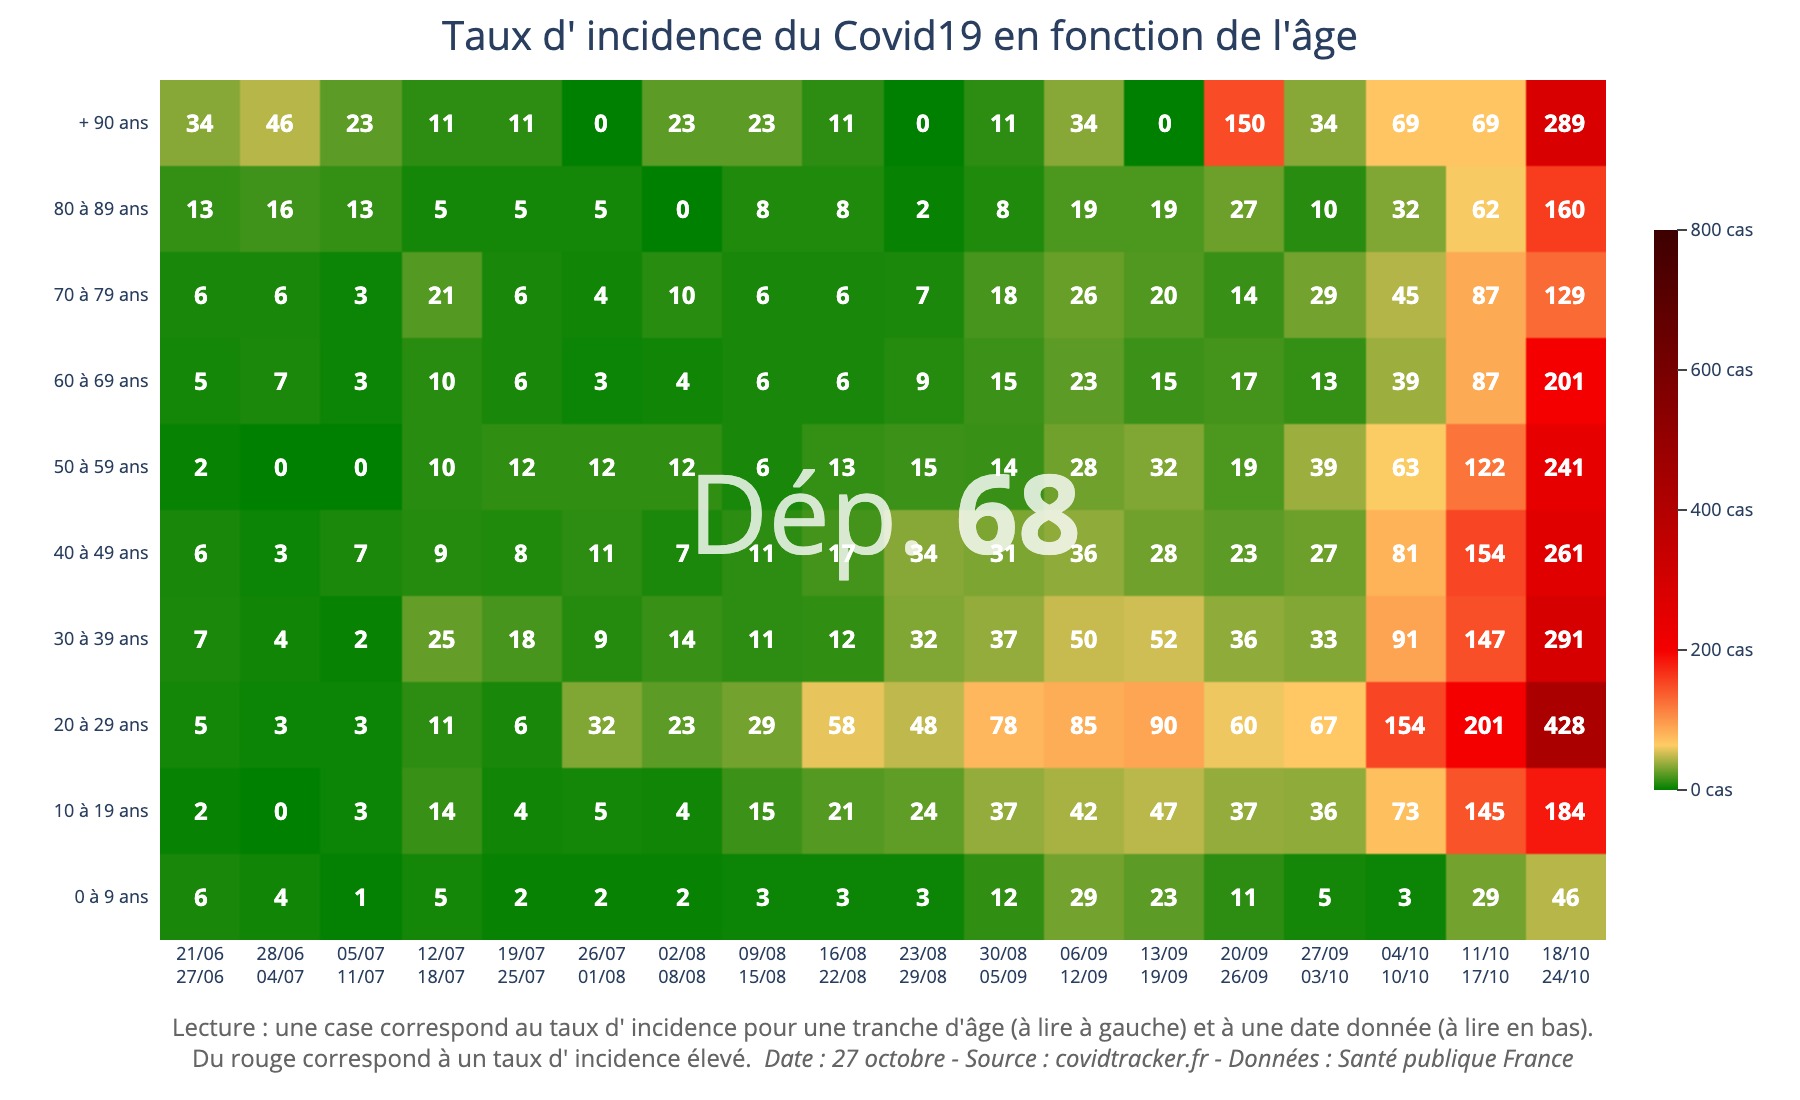 Taux d' incidence du Covid19 en fonction de l'âge
+ 90 ans 34 46 23 11 11 0 23 23 11 0 11 34 0 150 34 69 69 289
80 à 89 ans 13 16 13 5 5 5 0 8 8 2 8 19 19 27 10 32 62 160
70 à 79 ans 6 6 3 21 6 4 10 6 6 7 18 26 20 14 29 45 87 129
60 à 69 ans 5 7 3 10 6 3 4 6 6 9 15 23 15 17 13 39 87 201
50 à 59 ans 2 0 0 10 12 12 12 6 13 15 14 28 32 19 39 63 122 241
Dép. 68
40 à 49 ans 6 3 7 9 8 11 7 11 17 34 31 36 28 23 27 81 154 261
30 à 39 ans 7 4 2 25 18 9 14 11 12 32 37 50 52 36 33 91 147 291
20 à 29 ans 5 3 3 11 6 32 23 29 58 48 78 85 90 60 67 154 201 428
10 à 19 ans 2 0 3 14 4 5 4 15 21 24 37 42 47 37 36 73 145 184
0 à 9 ans 6 4 1 5 2 2 2 3 3 3 12 29 23 11 5 3 29 46
21/06 28/06 05/07 12/07 19/07 26/07 02/08 09/08 16/08 23/08 30/08 06/09 13/09 20/09 27/09 04/10 11/10 18/10
27/06 04/07 11/07 18/07 25/07 01/08 08/08 15/08 22/08 29/08 05/09 12/09 19/09 26/09 03/10 10/10 17/10 24/10
800 cas
600 cas
400 cas
200 cas
0 cas
Lecture : une case correspond au taux d' incidence pour une tranche d'âge (à lire à gauche) et à une date donnée (à lire en bas).
Du rouge correspond à un taux d' incidence élevé. Date : 27 octobre - Source : covidtracker.fr - Données : Santé publique France